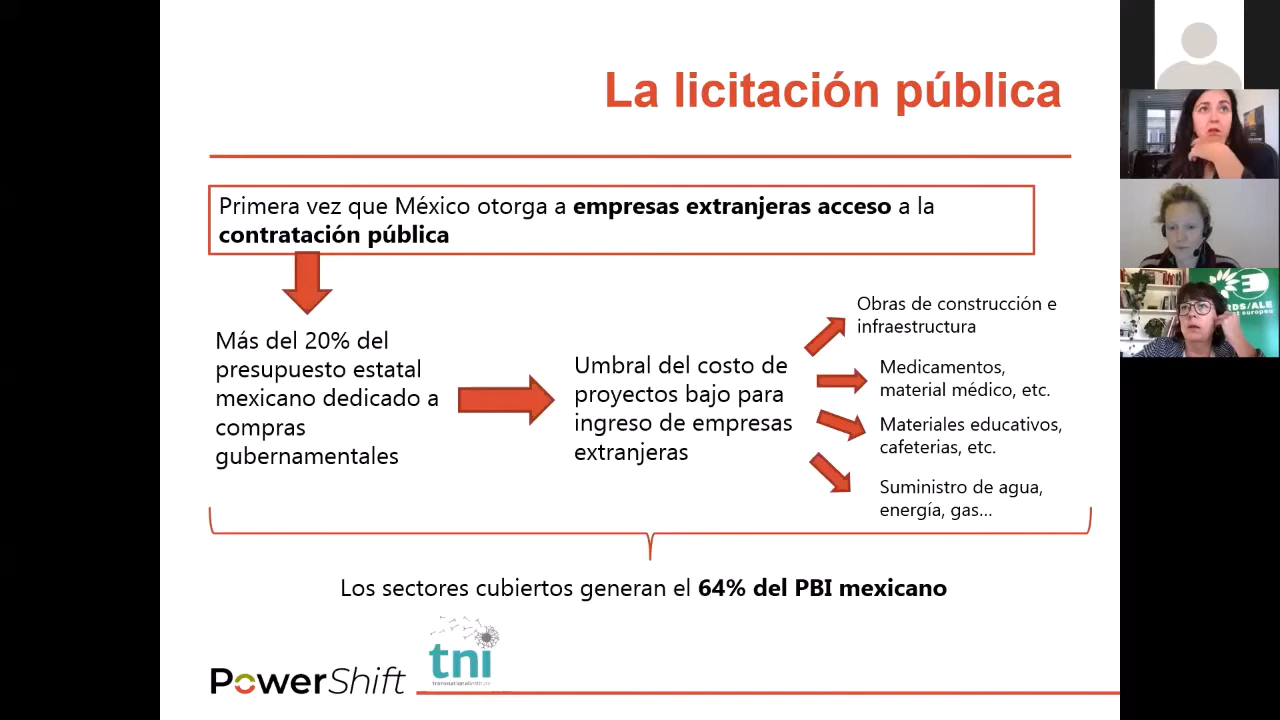 La licitación pública
Primera vez que México otorga a empresas extranjeras acceso a la
contratación pública
Más del 20% del
presupuesto estatal
mexicano dedicado a
compras
gubernamentales
Umbral del costo de
proyectos bajo para
ingreso de empresas
extranjeras
Obras de construcción e
infraestructura
Medicamentos,
material médico, etc.
Materiales educativos,
cafeterias, etc.
Suministro de agua,
energía, gas...
Los sectores cubiertos generan el 64% del PBI mexicano
PowerShift
tni
transnationalinstitute
RDS/ALE